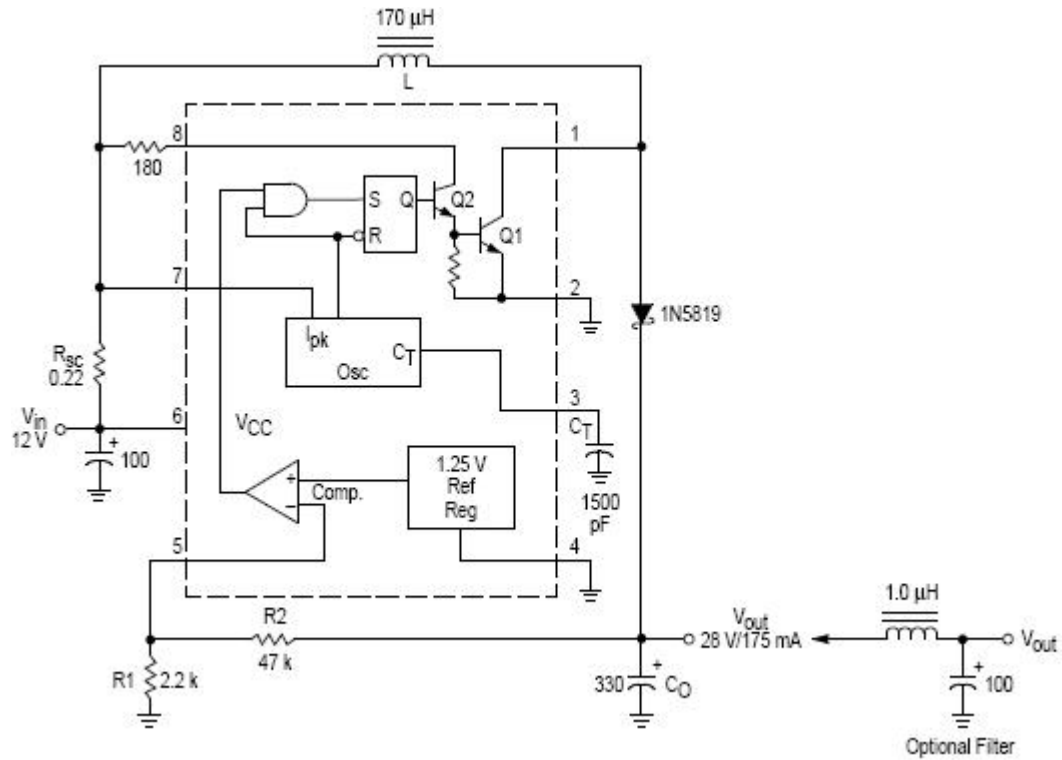 170 µH
L
8
1
180
S
Q
Q2
R
Q1
7
2
Ipk
CT
Osc
1N5819
Rsc
0.22
3
Vin
12 V
6
VCC
CT
+
100
1.25 V
Ref
Reg
+
Comp.
−
1500
pF
5
4
1.0 µH
R2
47 k
Vout
28 V/175 mA
Vout
R1
2.2 k
330
+
CO
+
100
Optional Filter